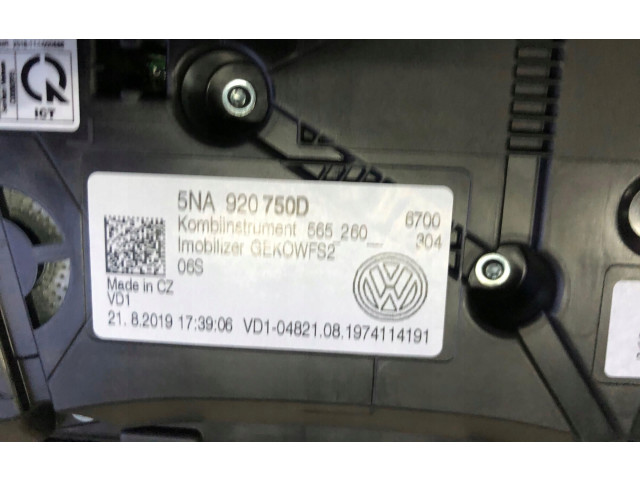 ICT
5NA 920 750D
Kombiinstrument 565 260 6700
Imobilizer GEKOWFS2 304
06S
Made in CZ
VD1
21. 8.2019 17:39:06 VD1-04821.08.1974114191